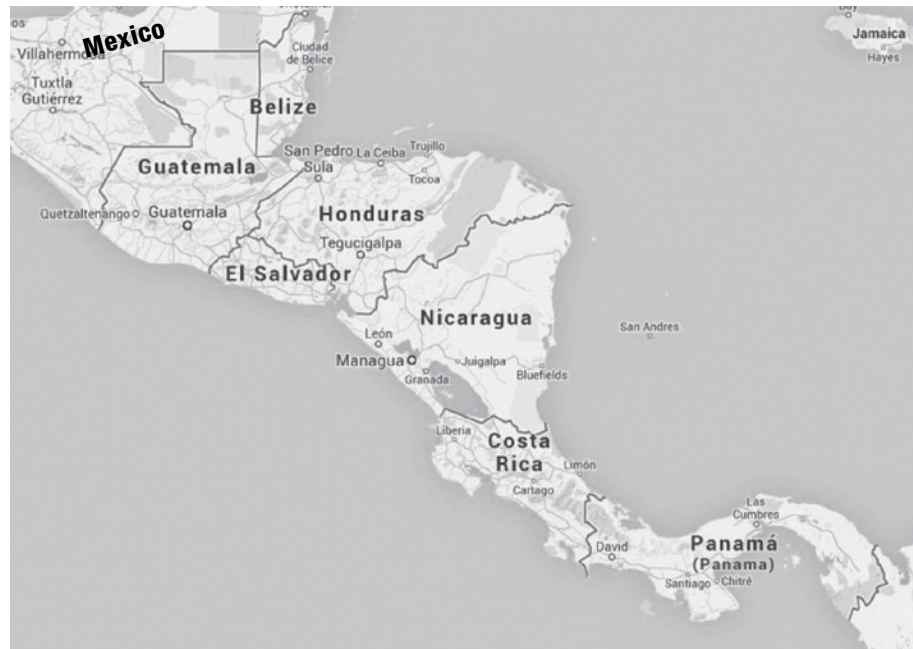 os
Mexico
Villahermosa
Tuxtla
Gutiérrez
Ciudad
de Belice
Belize
Jamaica
Hayes
Guatemala
San Pedro
Sula
La Ceiba
Trujillo
Tocoa
Quetzaltenango
Guatemala
Honduras
Tegucigalpa
El Salvador
Nicaragua
León
Managua
Granada
Juigalpa
Bluefields
San Andres
Liberia
Costa
Rica
Limón
Cartago
Las
Cumbres
David
Panamá
(Panama)
Santiago
Chitré